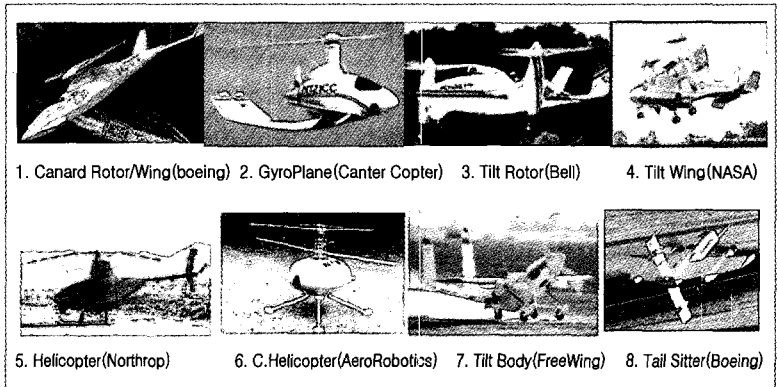 1. Canard Rotor/Wing(boeing) 2. GyroPlane(Canter Copter) 3. Tilt Rotor(Bell) 4. Tilt Wing(NASA)
5. Helicopter(Northrop) 6. C.Helicopter(AeroRobotics) 7. Tilt Body(FreeWing) 8. Tail Sitter(Boeing)